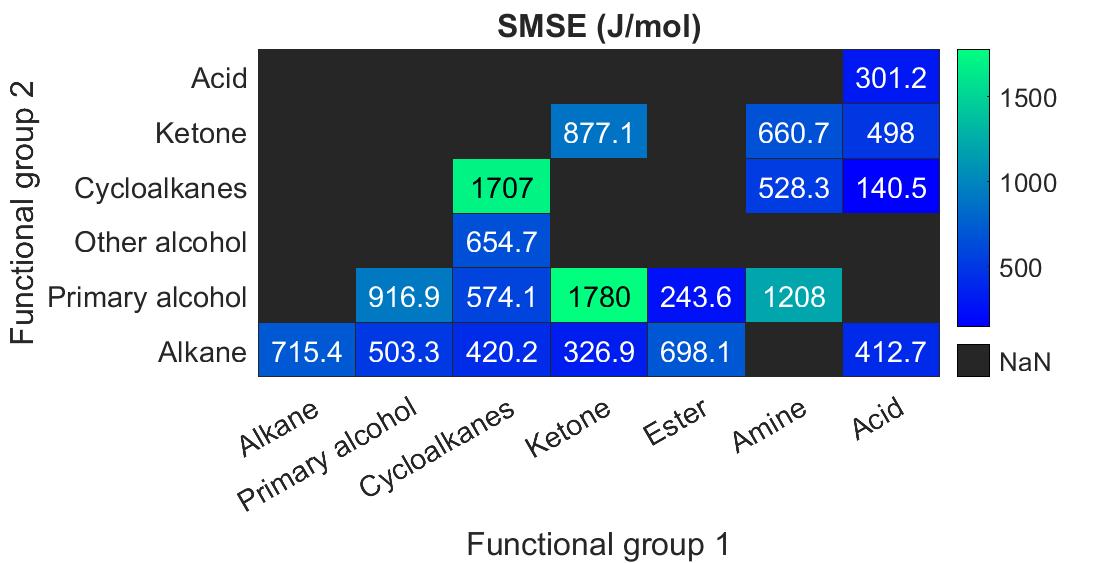 SMSE (J/mol)
Functional group 2
Acid 301.2
Ketone 877.1 660.7 498
Cycloalkanes 1707 528.3 140.5
Other alcohol 654.7
Primary alcohol 916.9 574.1 1780 243.6 1208
Alkane 715.4 503.3 420.2 326.9 698.1 412.7
1500
1000
500
NaN
Alkane Primary alcohol Cycloalkanes Ketone Ester Amine Acid
Functional group 1